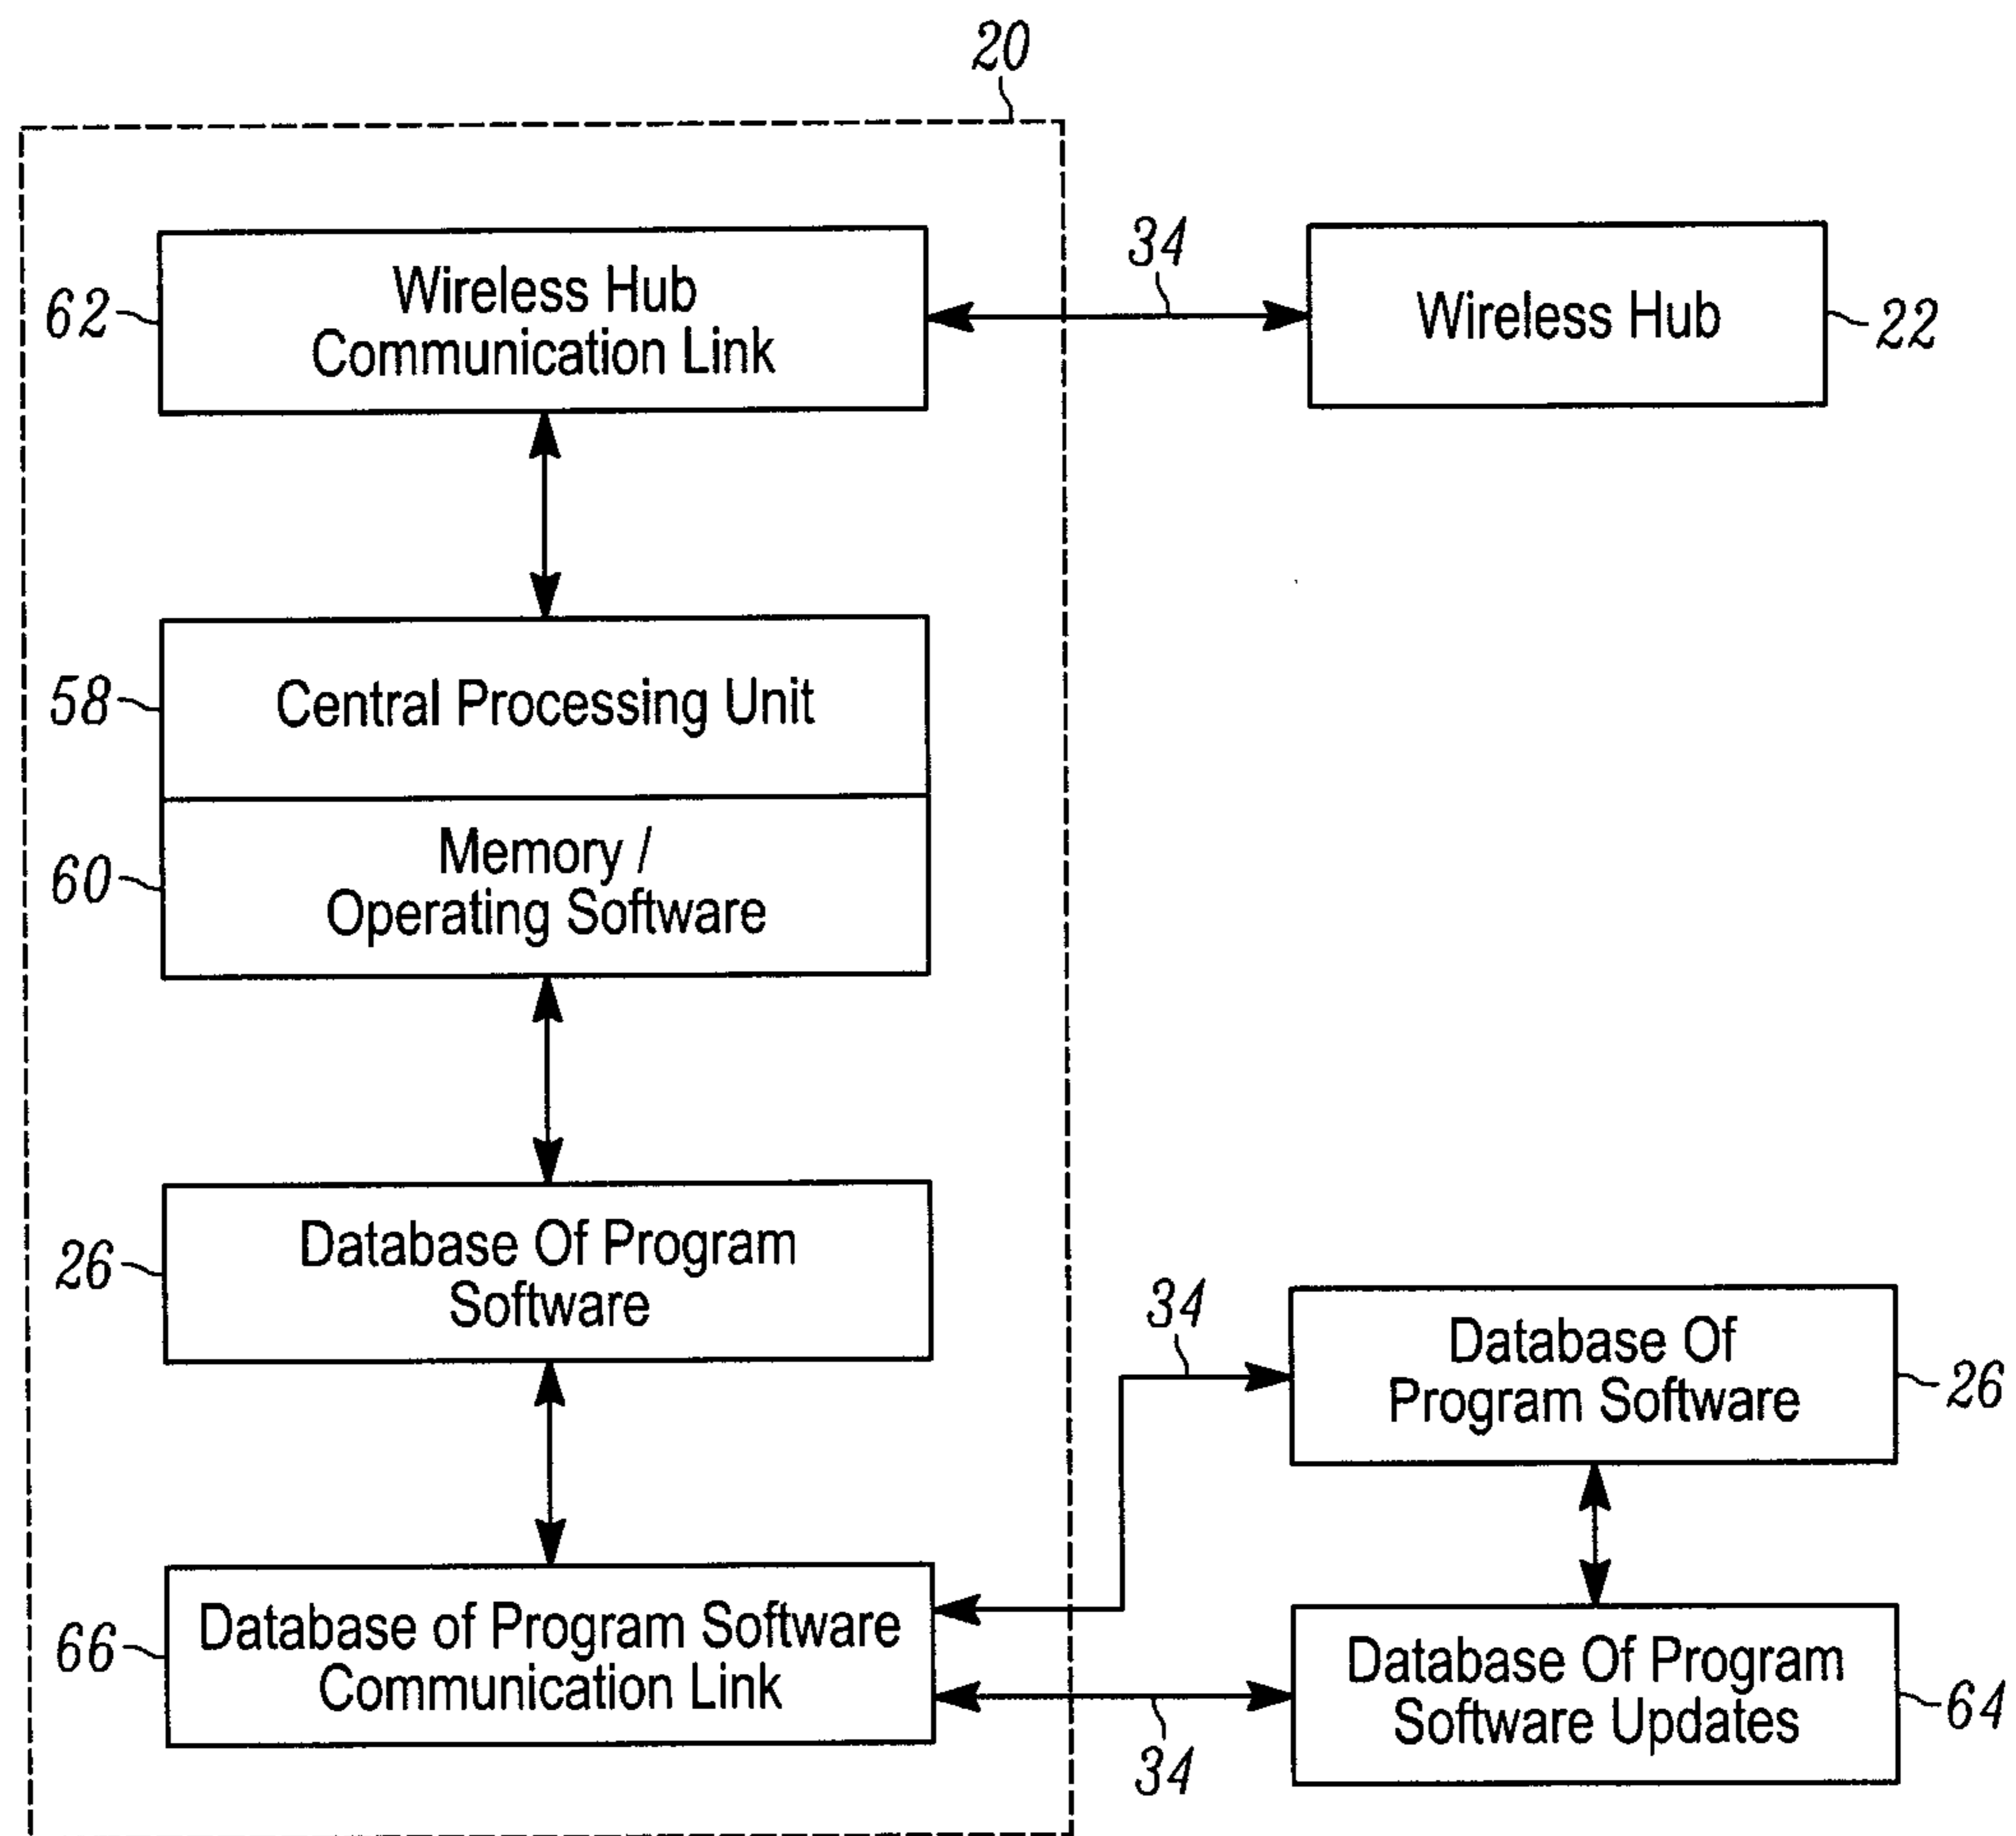 20
62
Wireless Hub
Communication Link
34
Wireless Hub
22
58
Central Processing Unit
60
Memory /
Operating Software
26
Database Of Program
Software
34
Database Of
Program Software
26
66
Database of Program Software
Communication Link
34
Database Of Program
Software Updates
64